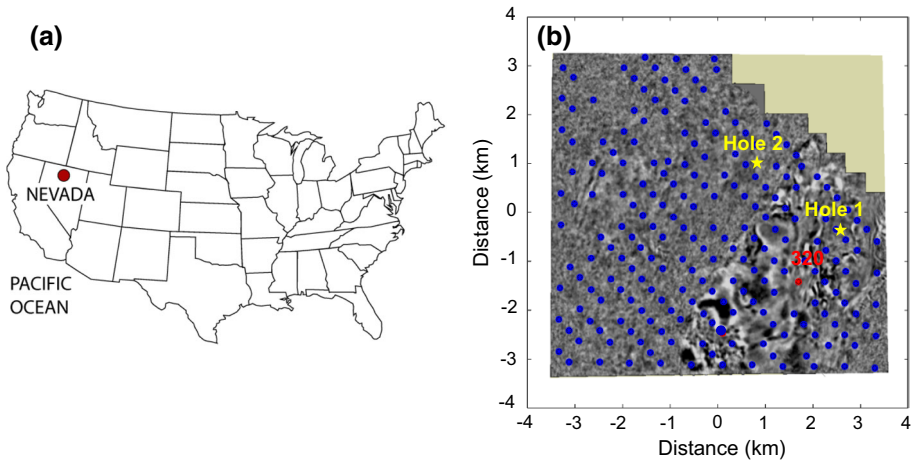 (a)
NEVADA
PACIFIC
OCEAN
(b)
4
3
2
1
0
-1
-2
-3
-4
Distance (km)
Hole 2
Hole 1
320
-4
-3
-2
-1
0
1
2
3
4
Distance (km)